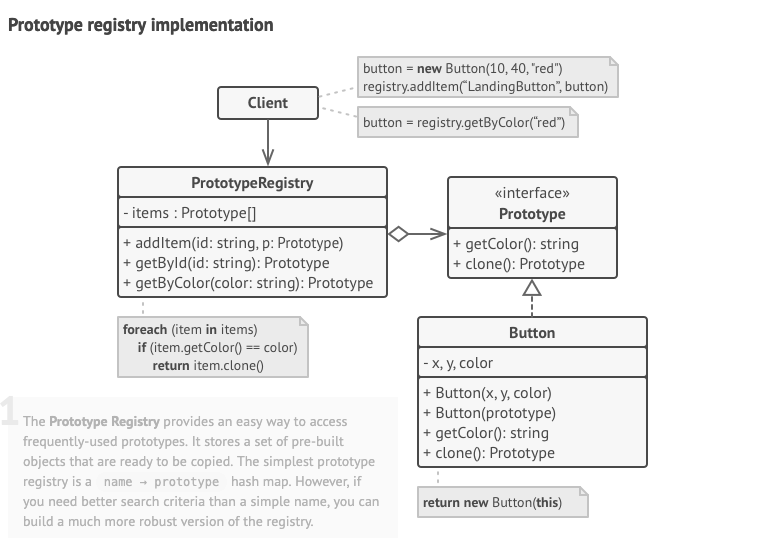 Prototype registry implementation
button = new Button(10, 40, "red")
registry.addItem(“LandingButton”, button)
Client
button = registry.getByColor(“red”)
PrototypeRegistry
- items : Prototype[]
+ addItem(id: string, p: Prototype)
+ getById(id: string): Prototype
+ getByColor(color: string): Prototype
«interface»
Prototype
+ getColor(): string
+ clone(): Prototype
foreach (item in items)
if (item.getColor() == color)
return item.clone()
Button
- x, y, color
+ Button(x, y, color)
+ Button(prototype)
+ getColor(): string
+ clone(): Prototype
return new Button(this)
1
The Prototype Registry provides an easy way to access
frequently-used prototypes. It stores a set of pre-built
objects that are ready to be copied. The simplest prototype
registry is a name → prototype hash map. However, if
you need better search criteria than a simple name, you can
build a much more robust version of the registry.